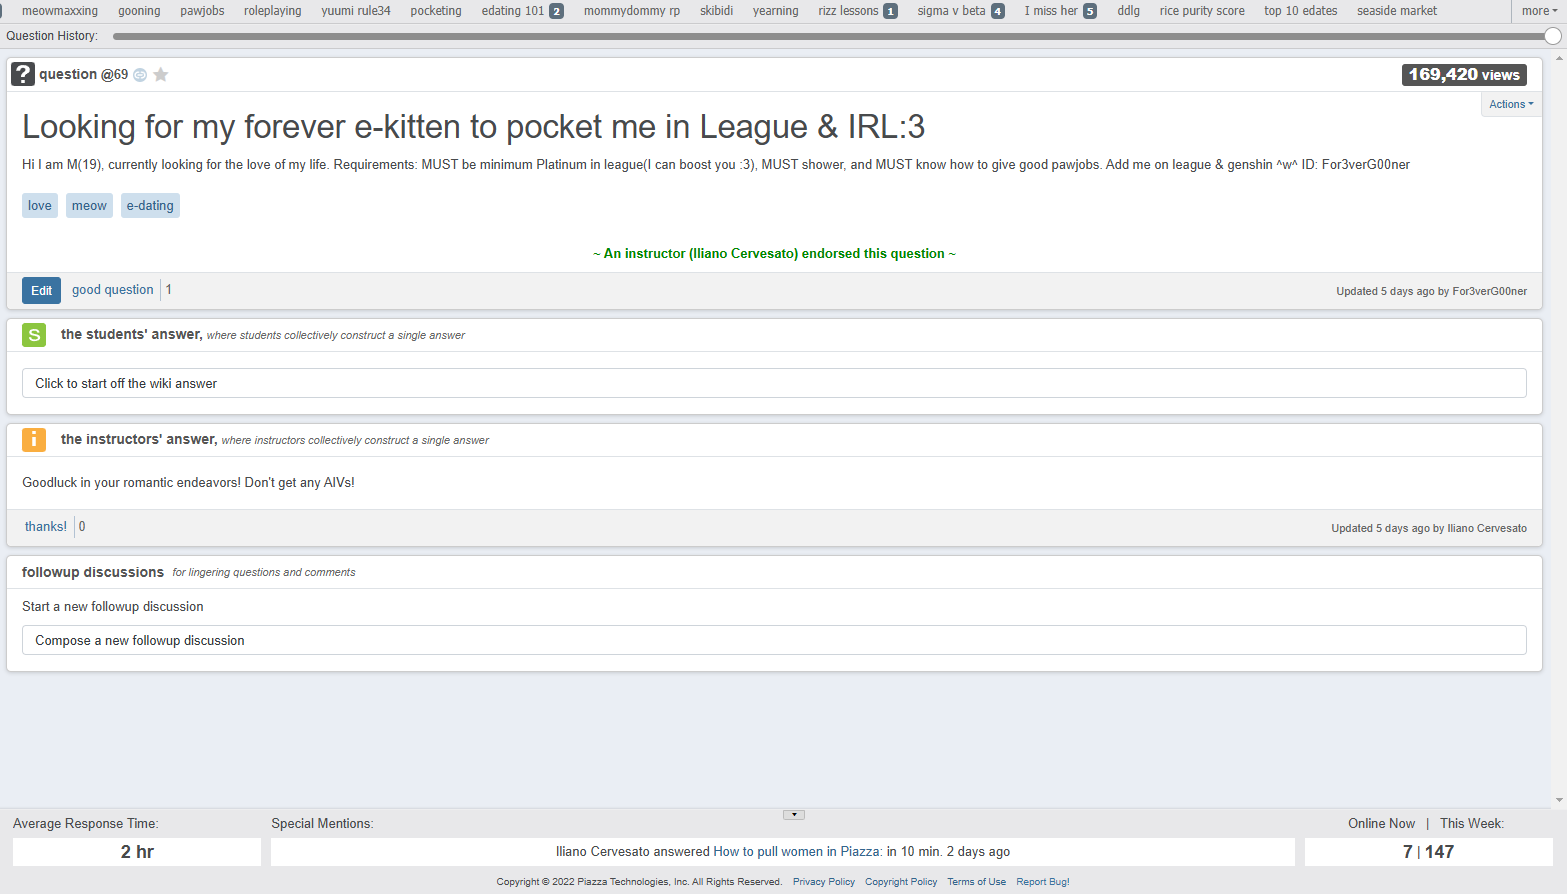 meowmaxxing gooning pawjobs roleplaying yuumi rule34 pocketing edating 101 2 mommydommy rp skibidi yearning rizz lessons 1 sigma v beta 4 I miss her 5 ddlg rice purity score top 10 edates seaside market more
Question History:
? question @69 169,420 views
Actions
Looking for my forever e-kitten to pocket me in League & IRL:3
Hi I am M(19), currently looking for the love of my life. Requirements: MUST be minimum Platinum in league(I can boost you :3), MUST shower, and MUST know how to give good pawjobs. Add me on league & genshin ^w^ ID: For3verG00ner
love meow e-dating
~ An instructor (Iliano Cervesato) endorsed this question ~
Edit good question 1 Updated 5 days ago by For3verG00ner
S the students' answer, where students collectively construct a single answer
Click to start off the wiki answer
i the instructors' answer, where instructors collectively construct a single answer
Goodluck in your romantic endeavors! Don't get any AIVs!
thanks! 0 Updated 5 days ago by Iliano Cervesato
followup discussions for lingering questions and comments
Start a new followup discussion
Compose a new followup discussion
Average Response Time: Special Mentions: Online Now | This Week:
2 hr Iliano Cervesato answered How to pull women in Piazza: in 10 min. 2 days ago 7 | 147
Copyright © 2022 Piazza Technologies, Inc. All Rights Reserved. Privacy Policy Copyright Policy Terms of Use Report Bug!